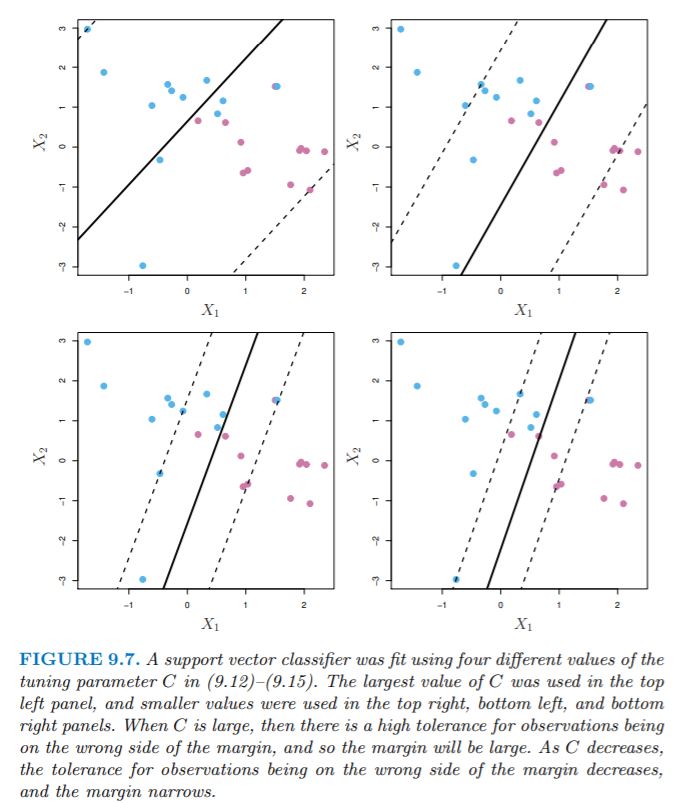 3
2
1
0
−1
−2
−3
X2
−1 0 1 2
X1
3
2
1
0
−1
−2
−3
X2
−1 0 1 2
X1
3
2
1
0
−1
−2
−3
X2
−1 0 1 2
X1
3
2
1
0
−1
−2
−3
X2
−1 0 1 2
X1
FIGURE 9.7. A support vector classifier was fit using four different values of the
tuning parameter C in (9.12)–(9.15). The largest value of C was used in the top
left panel, and smaller values were used in the top right, bottom left, and bottom
right panels. When C is large, then there is a high tolerance for observations being
on the wrong side of the margin, and so the margin will be large. As C decreases,
the tolerance for observations being on the wrong side of the margin decreases,
and the margin narrows.